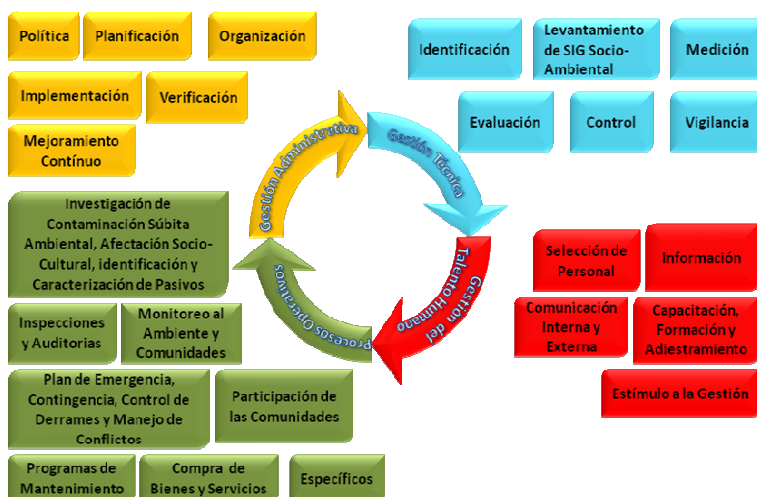 Política
Planificación
Organización
Implementación
Verificación
Mejoramiento
Contínuo
Identificación
Levantamiento
de SIG Socio-
Ambiental
Medición
Evaluación
Control
Vigilancia
Gestión Administretiva
Gestión Técnica
Gestión del
Talento Humano
Procesos Operativos
Investigación de
Contaminación Súbita
Ambiental, Afectación Socio-
Cultural, identificación y
Caracterización de Pasivos
Inspecciones
y Auditorias
Monitoreo al
Ambiente y
Comunidades
Plan de Emergencia,
Contingencia, Control de
Derrames y Manejo de
Conflictos
Participación de
las Comunidades
Programas de
Mantenimiento
Compra de
Bienes y Servicios
Específicos
Selección de
Personal
Información
Comunicación
Interna y
Externa
Capacitación,
Formación y
Adiestramiento
Estímulo a la Gestión